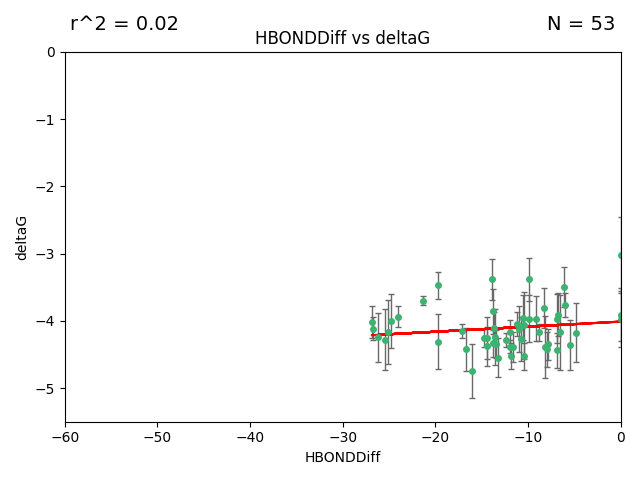 r^2 = 0.02
N = 53
HBONDDiff vs deltaG
0
−1
−2
−3
−4
−5
deltaG
−60 −50 −40 −30 −20 −10 0
HBONDDiff